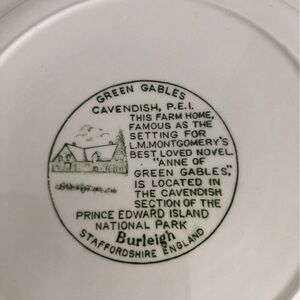 GREEN GABLES
CAVENDISH, P.E.I.
THIS FARM HOME,
FAMOUS AS THE
SETTING FOR
L.M.MONTGOMERY'S
BEST LOVED NOVEL
"ANNE OF
GREEN GABLES",
IS LOCATED IN
THE CAVENDISH
SECTION OF THE
PRINCE EDWARD ISLAND
NATIONAL PARK
Burleigh
STAFFORDSHIRE ENGLAND